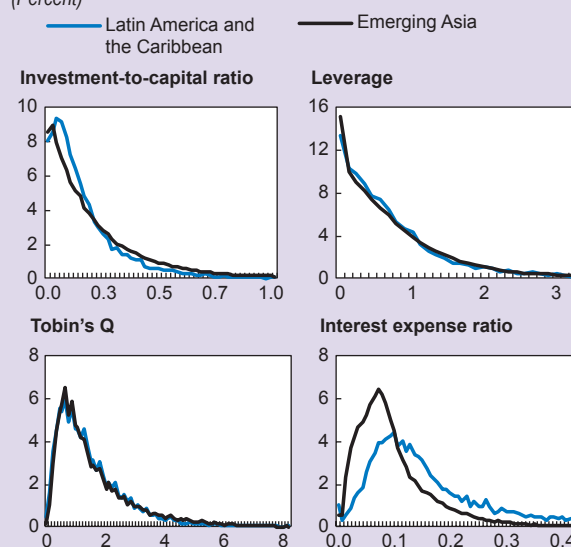 (Percent)
Latin America and the Caribbean
Emerging Asia
Investment-to-capital ratio
Leverage
10
8
6
4
2
0
0.0 0.3 0.5 0.7 1.0
16
12
8
4
0
0 1 2 3
Tobin's Q
Interest expense ratio
8
6
4
2
0
0 2 4 6 8
8
6
4
2
0
0.0 0.1 0.2 0.3 0.4